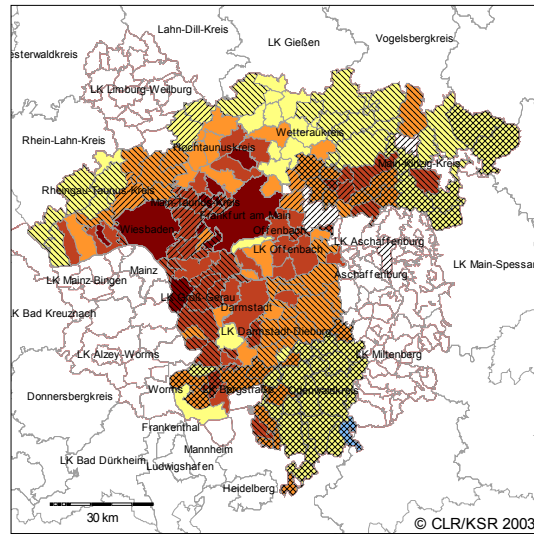 Lahn-Dill-Kreis
LK Gießen
Vogelsbergkreis
esterwaldkreis
LK Limburg-Weilburg
Rhein-Lahn-Kreis
Wetteraukreis
Hochtaunuskreis
Main-Kinzig-Kreis
Rheingau-Taunus-Kreis
Main-Taunus-Kreis
Frankfurt am Main
Wiesbaden
Offenbach
LK Offenbach
LK Aschaffenburg
Aschaffenburg
LK Main-Spessar
Mainz
LK Mainz-Bingen
LK Groß-Gerau
Darmstadt
LK Bad Kreuznach
LK Darmstadt-Dieburg
LK Alzey-Worms
LK Miltenberg
Worms
LK Bergstraße
Odenwaldkreis
Donnersbergkreis
Frankenthal
Mannheim
LK Bad Dürkheim
Ludwigshafen
Heidelberg
30 km
© CLR/KSR 2003